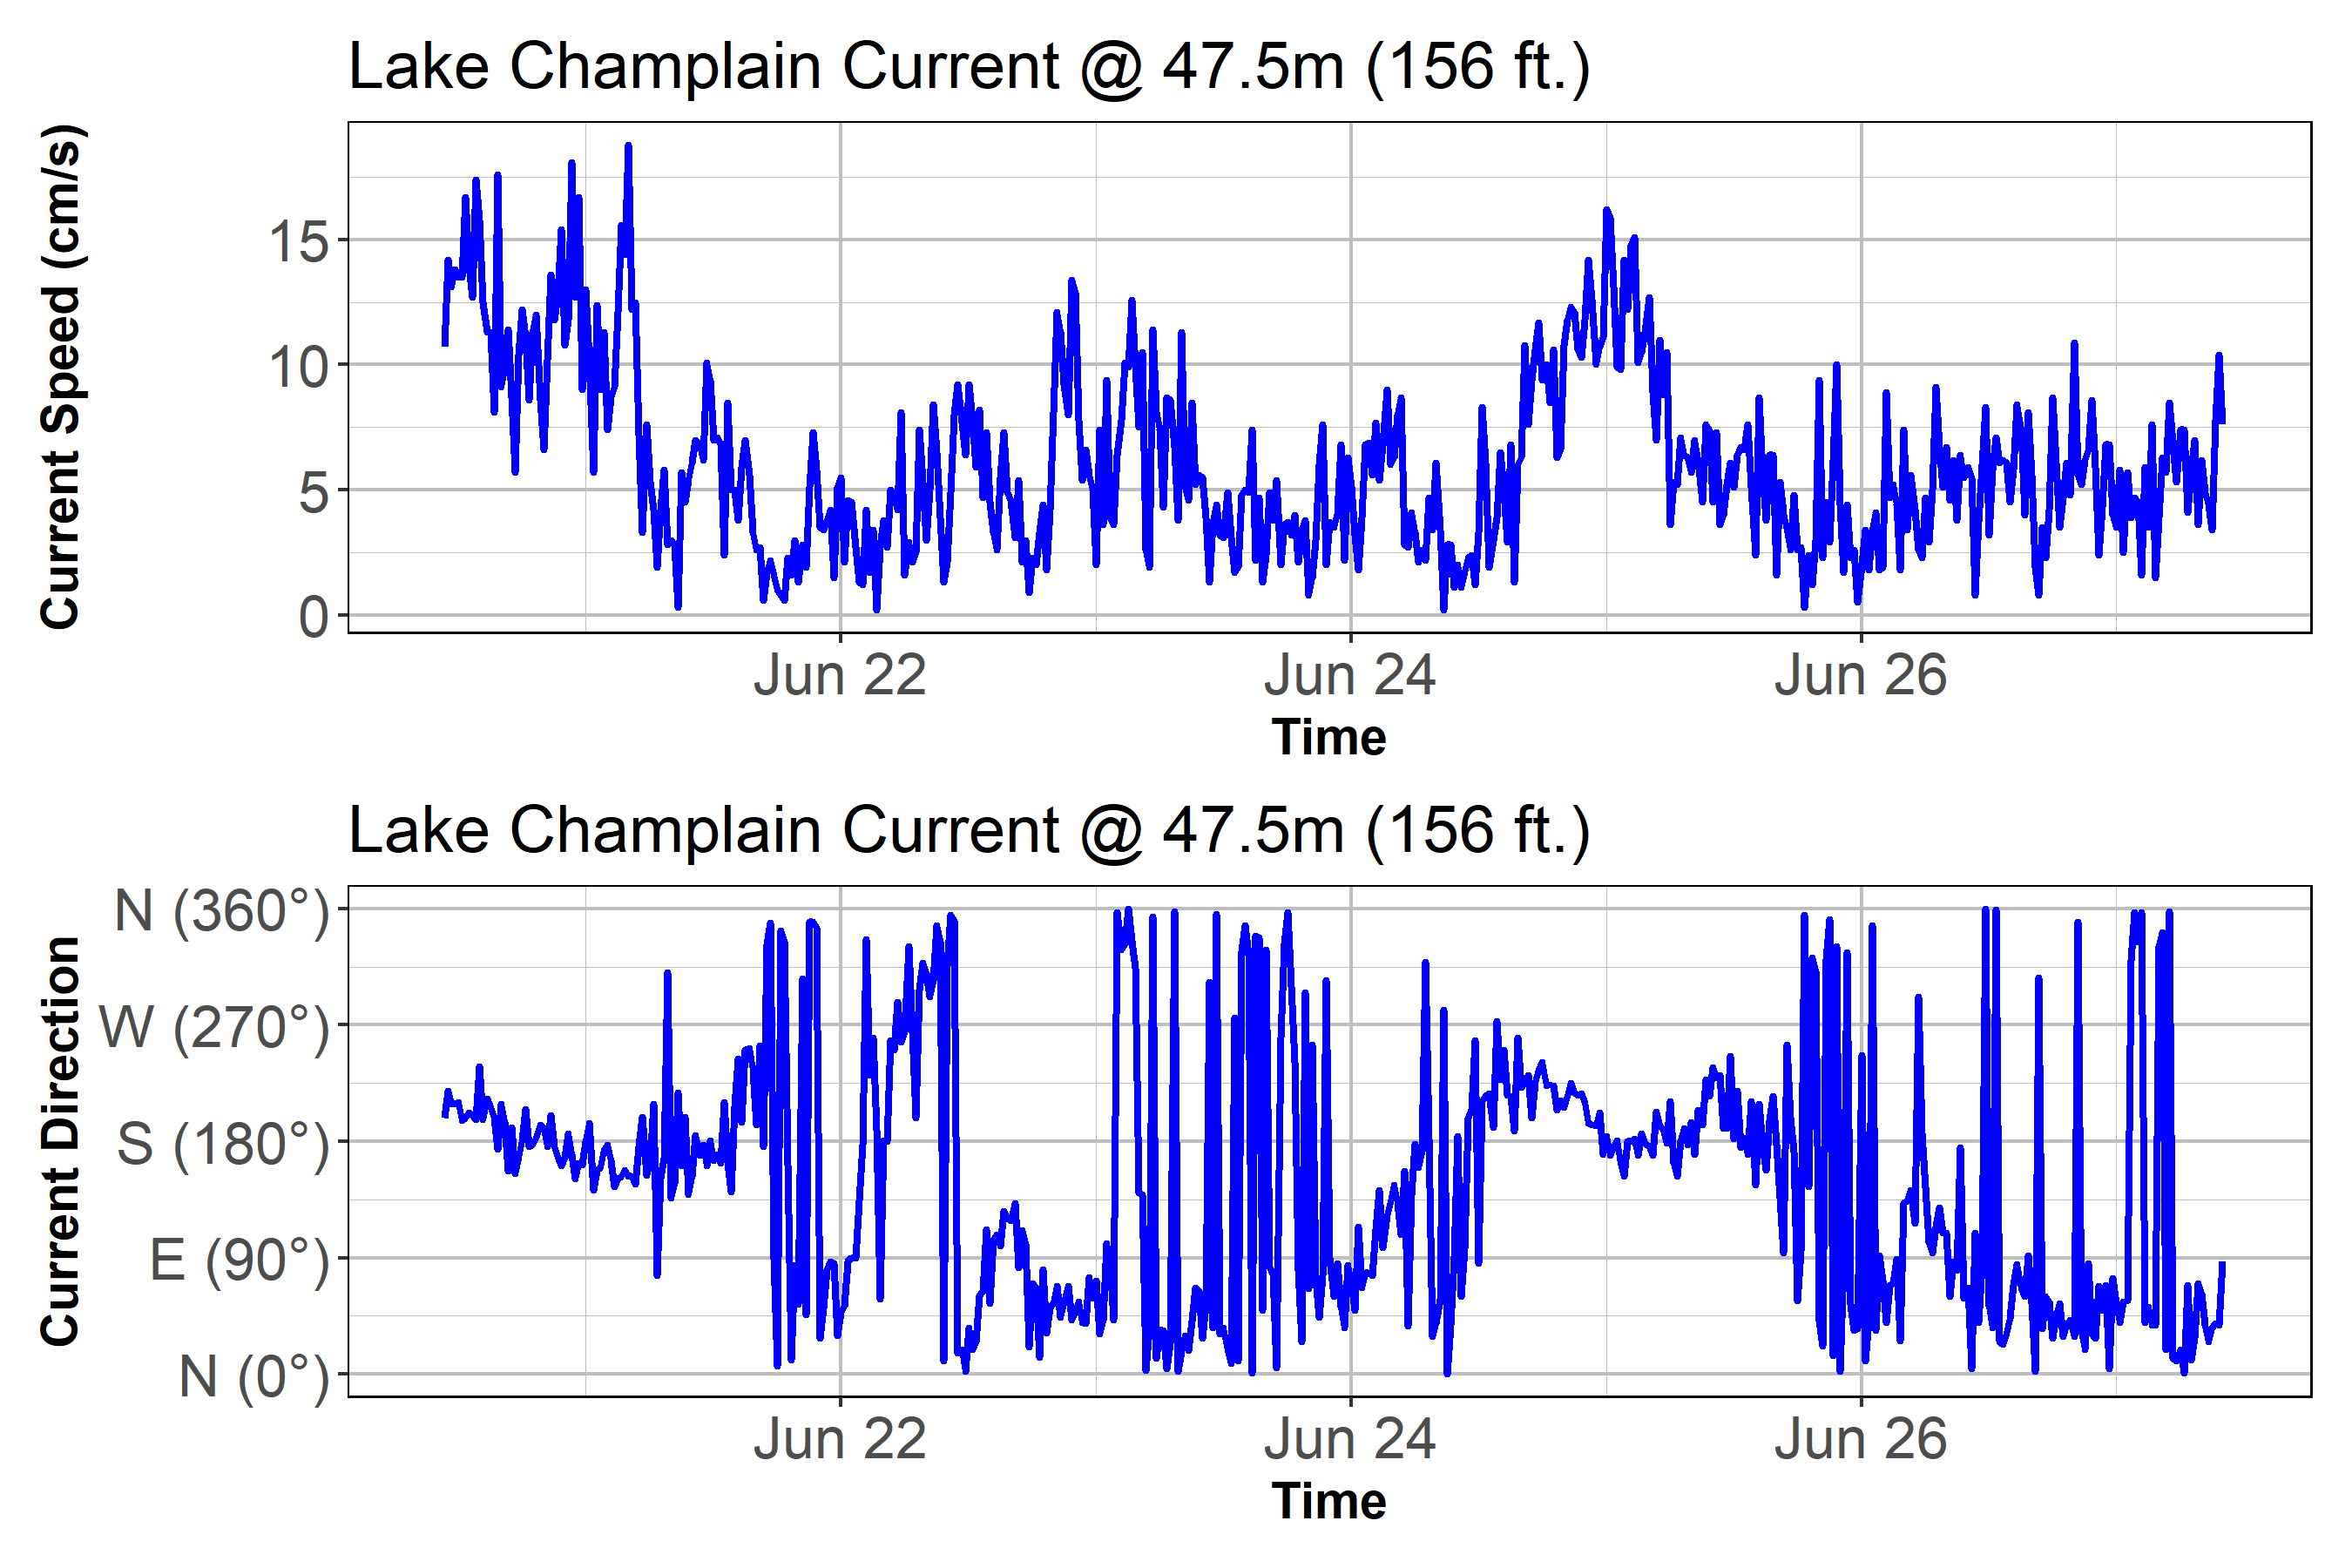 Lake Champlain Current @ 47.5m (156 ft.)
Current Speed (cm/s)
15
10
5
0
Jun 22 Jun 24 Jun 26
Time
Lake Champlain Current @ 47.5m (156 ft.)
Current Direction
N (360°)
W (270°)
S (180°)
E (90°)
N (0°)
Jun 22 Jun 24 Jun 26
Time